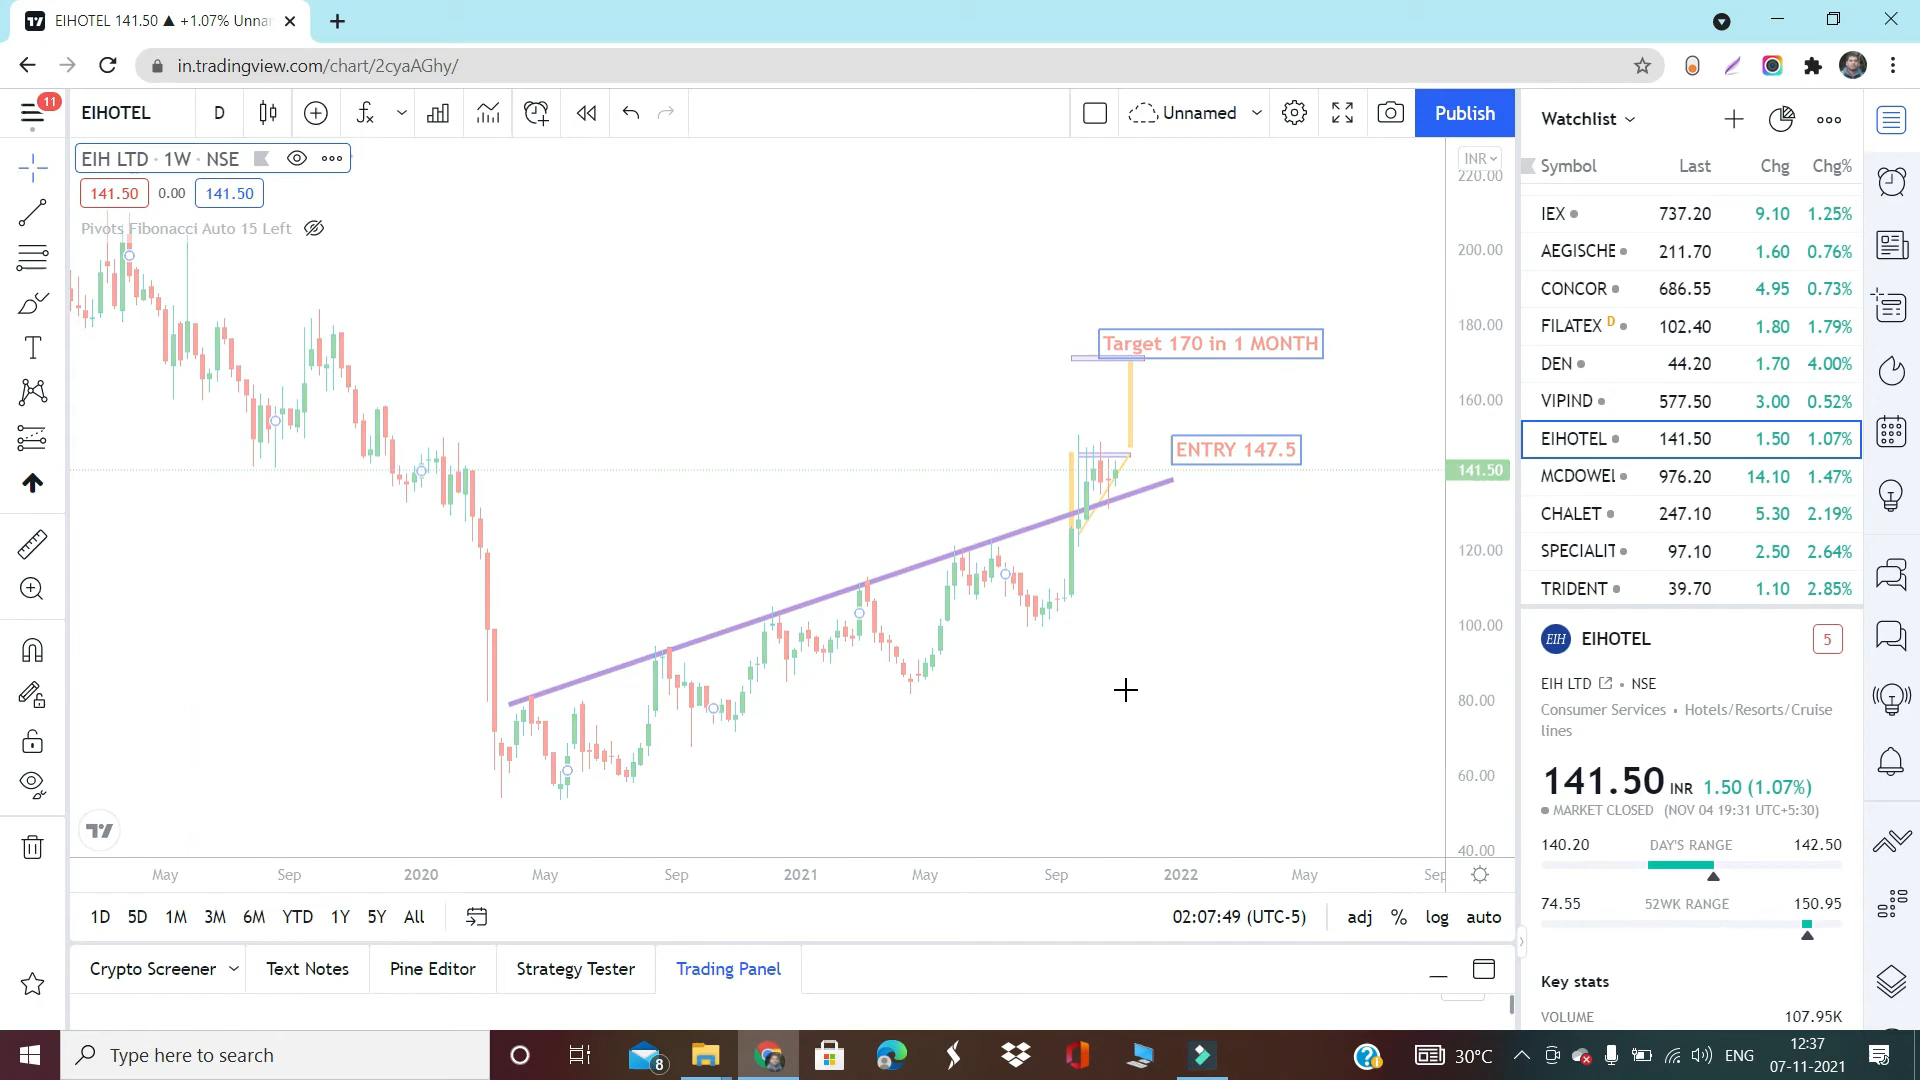 EIHOTEL 141.50 ▲ +1.07% Unnan
in.tradingview.com/chart/2cyaAGhy/
11
EIHOTEL
D
Unnamed
Publish
EIH LTD · 1W · NSE
141.50 0.00 141.50
Pivots Fibonacci Auto 15 Left
Target 170 in 1 MONTH
ENTRY 147.5
INR
220.00
200.00
180.00
160.00
141.50
120.00
100.00
80.00
60.00
40.00
May Sep 2020 May Sep 2021 May Sep 2022 May Sep
1D 5D 1M 3M 6M YTD 1Y 5Y All
02:07:49 (UTC-5) adj % log auto
Crypto Screener Text Notes Pine Editor Strategy Tester Trading Panel
Watchlist
Symbol Last Chg Chg%
IEX 737.20 9.10 1.25%
AEGISCHE 211.70 1.60 0.76%
CONCOR 686.55 4.95 0.73%
FILATEX D 102.40 1.80 1.79%
DEN 44.20 1.70 4.00%
VIPIND 577.50 3.00 0.52%
EIHOTEL 141.50 1.50 1.07%
MCDOWEL 976.20 14.10 1.47%
CHALET 247.10 5.30 2.19%
SPECIALIT 97.10 2.50 2.64%
TRIDENT 39.70 1.10 2.85%
EIH EIHOTEL 5
EIH LTD · NSE
Consumer Services · Hotels/Resorts/Cruise
lines
141.50 INR 1.50 (1.07%)
MARKET CLOSED (NOV 04 19:31 UTC+5:30)
140.20 DAY'S RANGE 142.50
74.55 52WK RANGE 150.95
Key stats
VOLUME 107.95K
Type here to search
8
30°C
ENG
12:37
07-11-2021